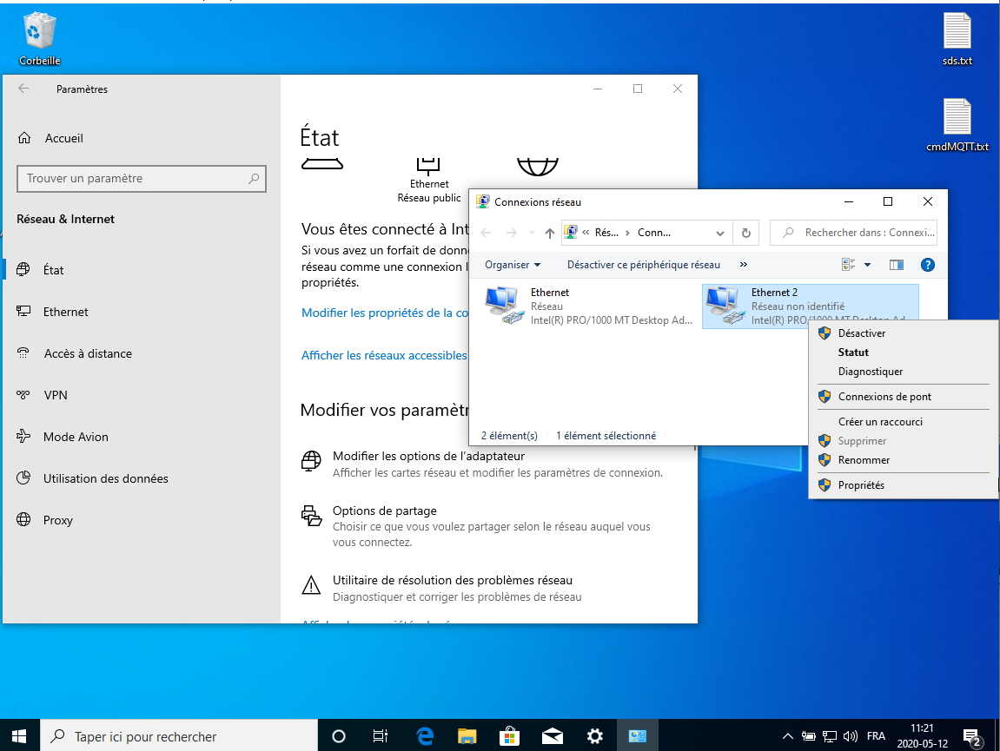 Corbeille
sds.txt
cmdMQTT.txt
Paramètres
Accueil
Trouver un paramètre
Réseau & Internet
État
Ethernet
Accès à distance
VPN
Mode Avion
Utilisation des données
Proxy
État
Ethernet
Réseau public
Vous êtes connecté à Int
Si vous avez un forfait de donn
réseau comme une connexion l
propriétés.
Modifier les propriétés de la co
Afficher les réseaux accessibles
Modifier vos paramètr
Modifier les options de l'adaptateur
Afficher les cartes réseau et modifier les paramètres de connexion.
Options de partage
Choisir ce que vous voulez partager selon le réseau auquel vous
vous connectez.
Utilitaire de résolution des problèmes réseau
Diagnostiquer et corriger les problèmes de réseau
Connexions réseau
« Rés... › Conn...
Rechercher dans : Connexi...
Organiser
Désactiver ce périphérique réseau
»
Ethernet
Réseau
Intel(R) PRO/1000 MT Desktop Ad...
Ethernet 2
Réseau non identifié
Intel(R) PRO/1000 MT Desktop Ad...
2 élément(s) 1 élément sélectionné
Désactiver
Statut
Diagnostiquer
Connexions de pont
Créer un raccourci
Supprimer
Renommer
Propriétés
Taper ici pour rechercher
FRA
11:21
2020-05-12
2